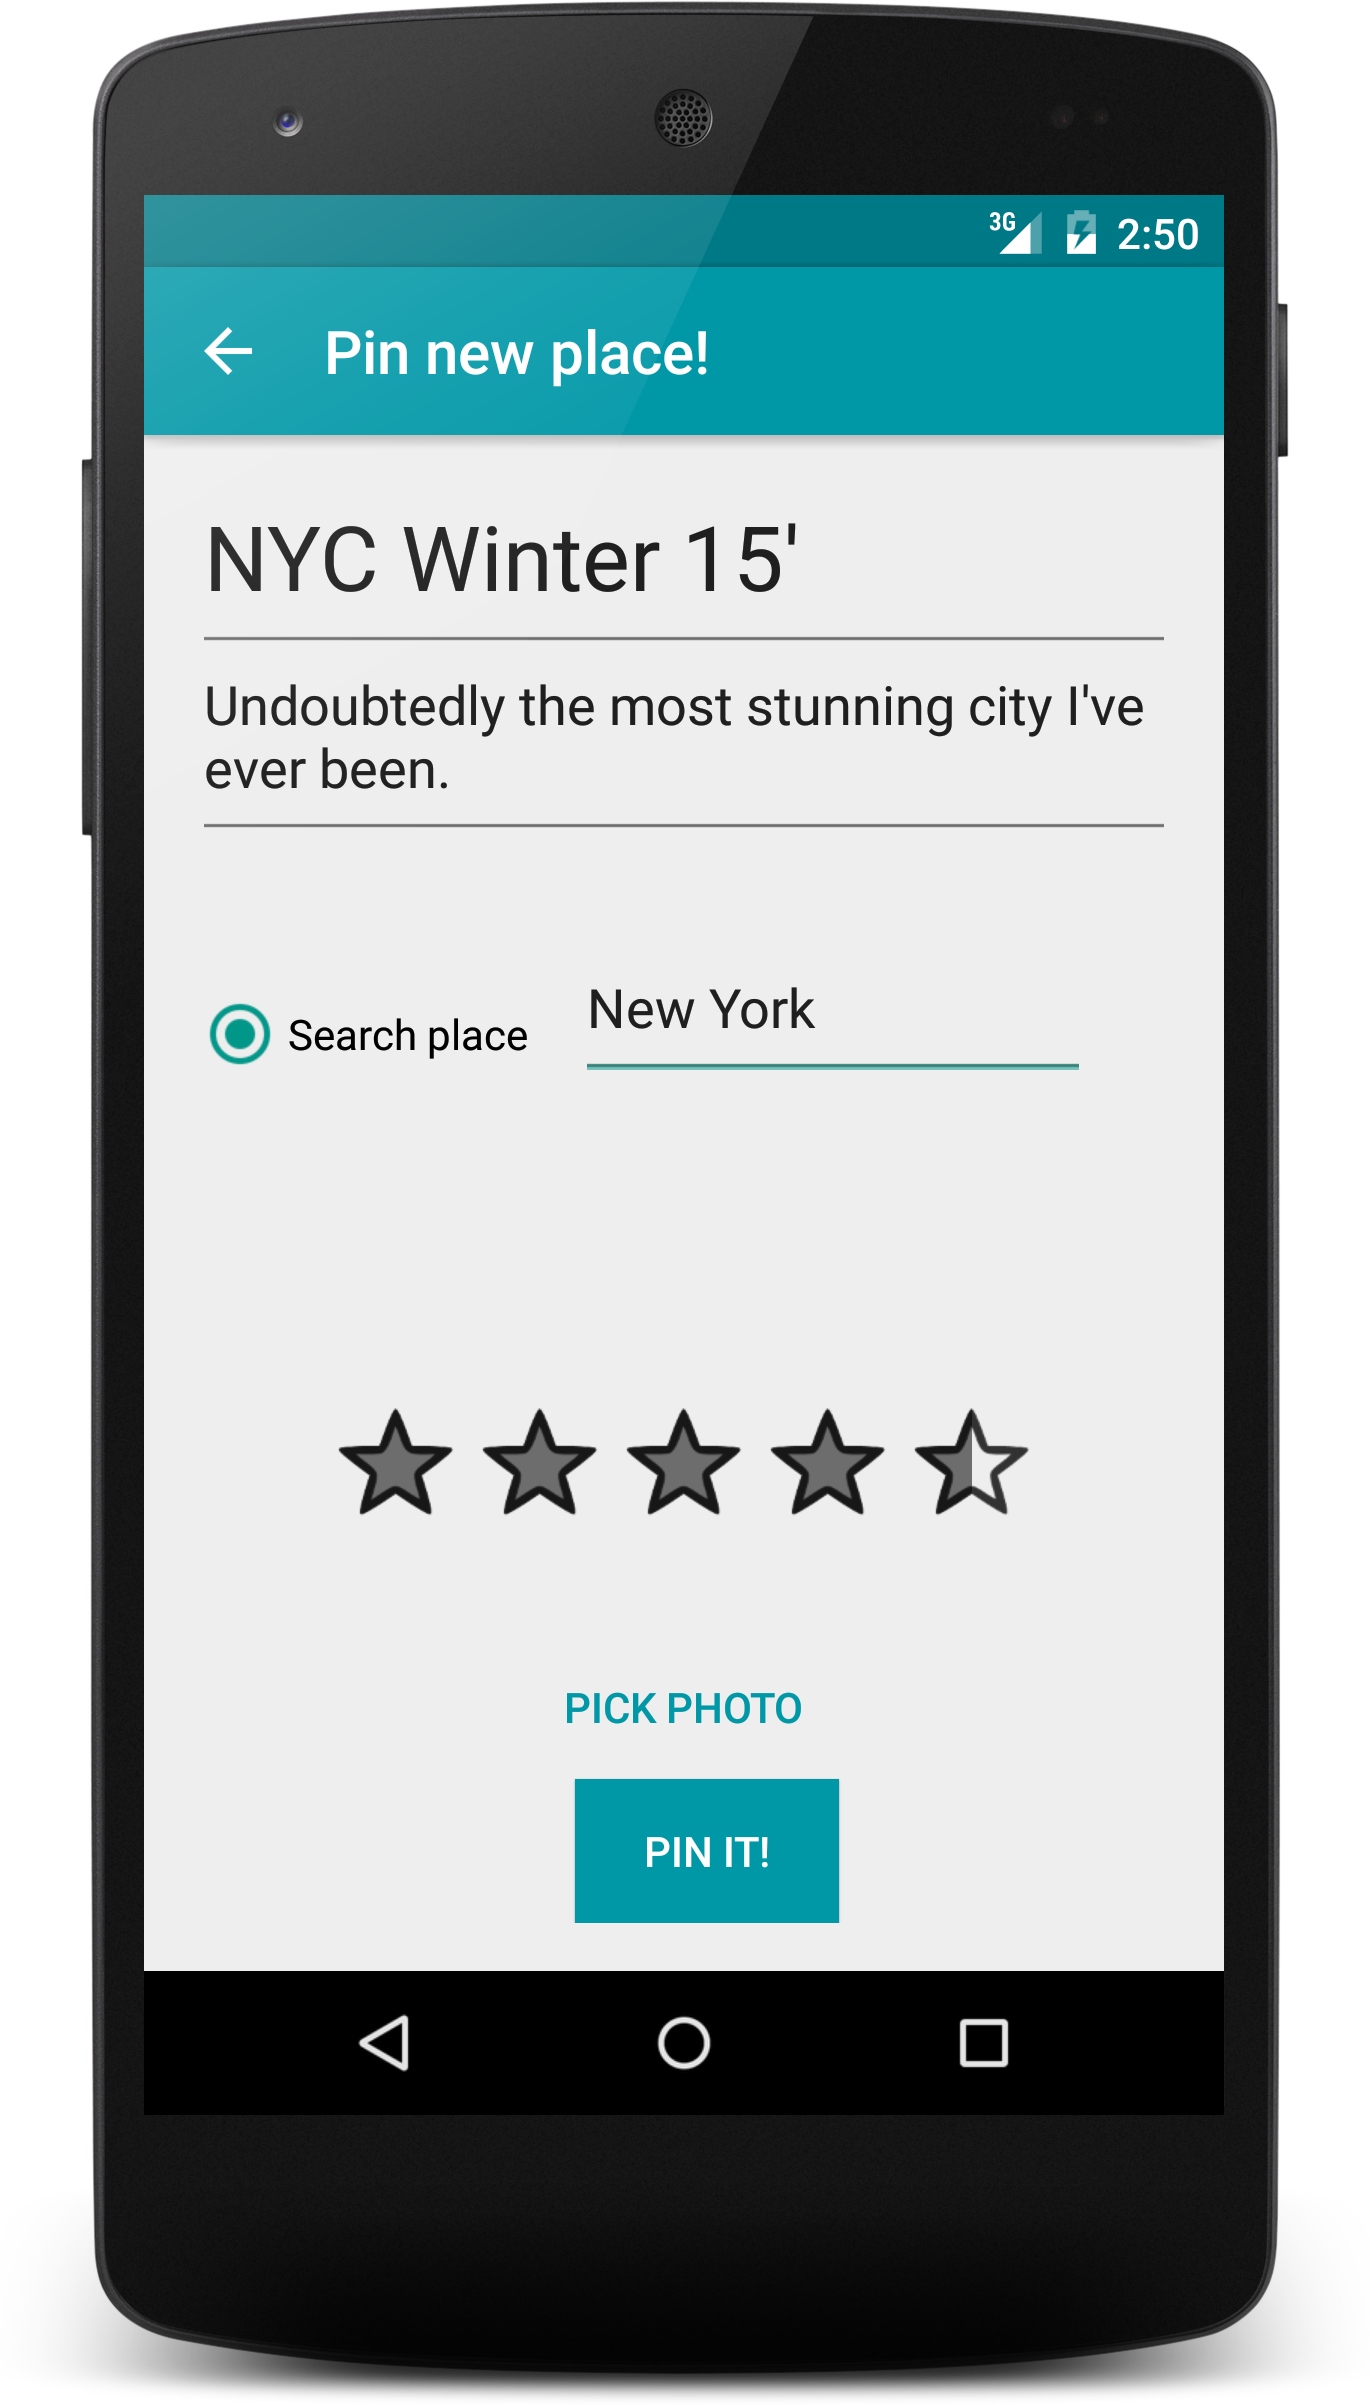 3G 2:50
Pin new place!
NYC Winter 15'
Undoubtedly the most stunning city I've
ever been.
Search place New York
PICK PHOTO
PIN IT!